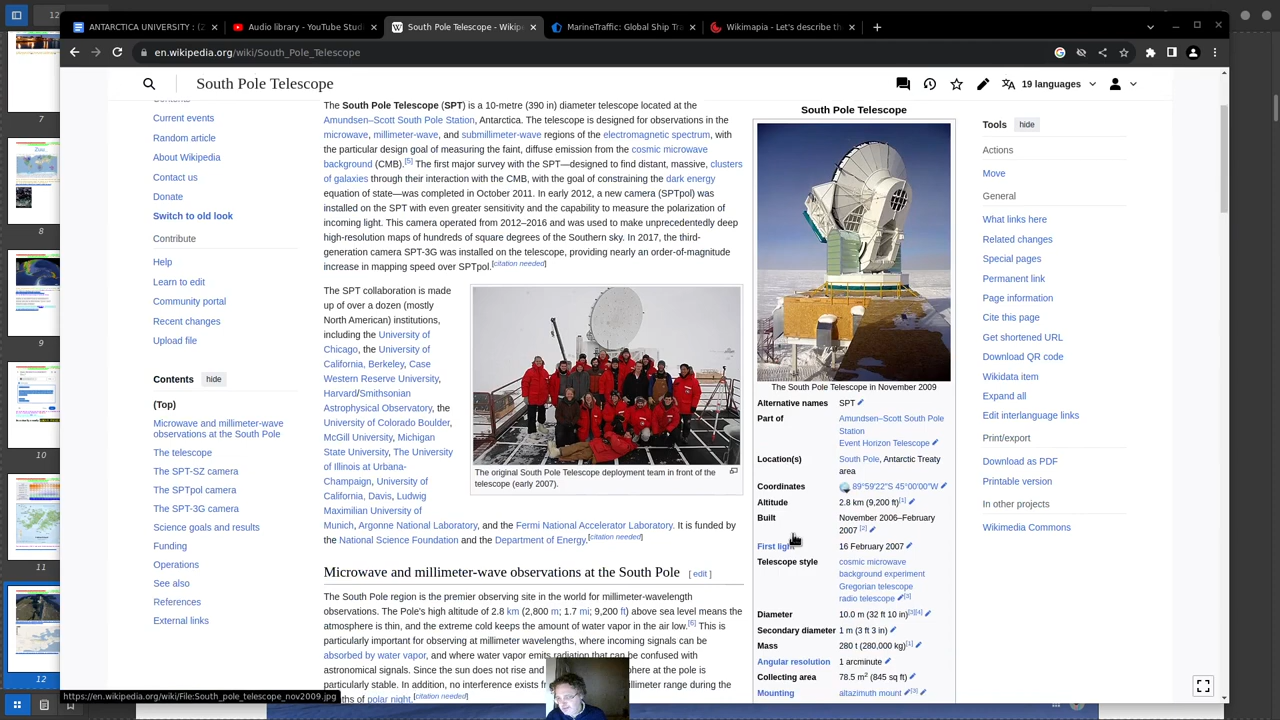 ANTARCTICA UNIVERSITY : (Z
Audio library - YouTube Studi
South Pole Telescope - Wikipe
MarineTraffic: Global Ship Tra
Wikimapia - Let's describe th
en.wikipedia.org/wiki/South_Pole_Telescope
South Pole Telescope
19 languages
Contents
Current events
Random article
About Wikipedia
Contact us
Donate
Switch to old look
Contribute
Help
Learn to edit
Community portal
Recent changes
Upload file
Contents hide
(Top)
Microwave and millimeter-wave
observations at the South Pole
The telescope
The SPT-SZ camera
The SPTpol camera
The SPT-3G camera
Science goals and results
Funding
Operations
See also
References
External links
The South Pole Telescope (SPT) is a 10-metre (390 in) diameter telescope located at the
Amundsen–Scott South Pole Station, Antarctica. The telescope is designed for observations in the
microwave, millimeter-wave, and submillimeter-wave regions of the electromagnetic spectrum, with
the particular design goal of measuring the faint, diffuse emission from the cosmic microwave
background (CMB).[5] The first major survey with the SPT—designed to find distant, massive, clusters
of galaxies through their interaction with the CMB, with the goal of constraining the dark energy
equation of state—was completed in October 2011. In early 2012, a new camera (SPTpol) was
installed on the SPT with even greater sensitivity and the capability to measure the polarization of
incoming light. This camera operated from 2012–2016 and was used to make unprecedentedly deep
high-resolution maps of hundreds of square degrees of the Southern sky. In 2017, the third-
generation camera SPT-3G was installed on the telescope, providing nearly an order-of-magnitude
increase in mapping speed over SPTpol.[citation needed]
The SPT collaboration is made
up of over a dozen (mostly
North American) institutions,
including the University of
Chicago, the University of
California, Berkeley, Case
Western Reserve University,
Harvard/Smithsonian
Astrophysical Observatory, the
University of Colorado Boulder,
McGill University, Michigan
State University, The University
of Illinois at Urbana-
Champaign, University of
California, Davis, Ludwig
Maximilian University of
Munich, Argonne National Laboratory, and the Fermi National Accelerator Laboratory. It is funded by
the National Science Foundation and the Department of Energy.[citation needed]
The original South Pole Telescope deployment team in front of the
telescope (early 2007).
Microwave and millimeter-wave observations at the South Pole [ edit ]
The South Pole region is the premier observing site in the world for millimeter-wavelength
observations. The Pole's high altitude of 2.8 km (2,800 m; 1.7 mi; 9,200 ft) above sea level means the
atmosphere is thin, and the extreme cold keeps the amount of water vapor in the air low.[6] This is
particularly important for observing at millimeter wavelengths, where incoming signals can be
absorbed by water vapor, and where water vapor emits radiation that can be confused with
astronomical signals. Since the sun does not rise and phere at the pole is
particularly stable. In addition, no interference exists fr llimeter range during the
ths of polar night.[citation needed]
South Pole Telescope
The South Pole Telescope in November 2009
Alternative names SPT
Part of Amundsen–Scott South Pole
Station
Event Horizon Telescope
Location(s) South Pole, Antarctic Treaty
area
Coordinates 89°59′22″S 45°00′00″W
Altitude 2.8 km (9,200 ft)[1]
Built November 2006–February
2007 [2]
First light 16 February 2007
Telescope style cosmic microwave
background experiment
Gregorian telescope
radio telescope [3]
Diameter 10.0 m (32 ft 10 in)[3][4]
Secondary diameter 1 m (3 ft 3 in)
Mass 280 t (280,000 kg)[1]
Angular resolution 1 arcminute
Collecting area 78.5 m2 (845 sq ft)
Mounting altazimuth mount [3]
Tools hide
Actions
Move
General
What links here
Related changes
Special pages
Permanent link
Page information
Cite this page
Get shortened URL
Download QR code
Wikidata item
Expand all
Edit interlanguage links
Print/export
Download as PDF
Printable version
In other projects
Wikimedia Commons
7
8
9
10
11
12
https://en.wikipedia.org/wiki/File:South_pole_telescope_nov2009.jpg